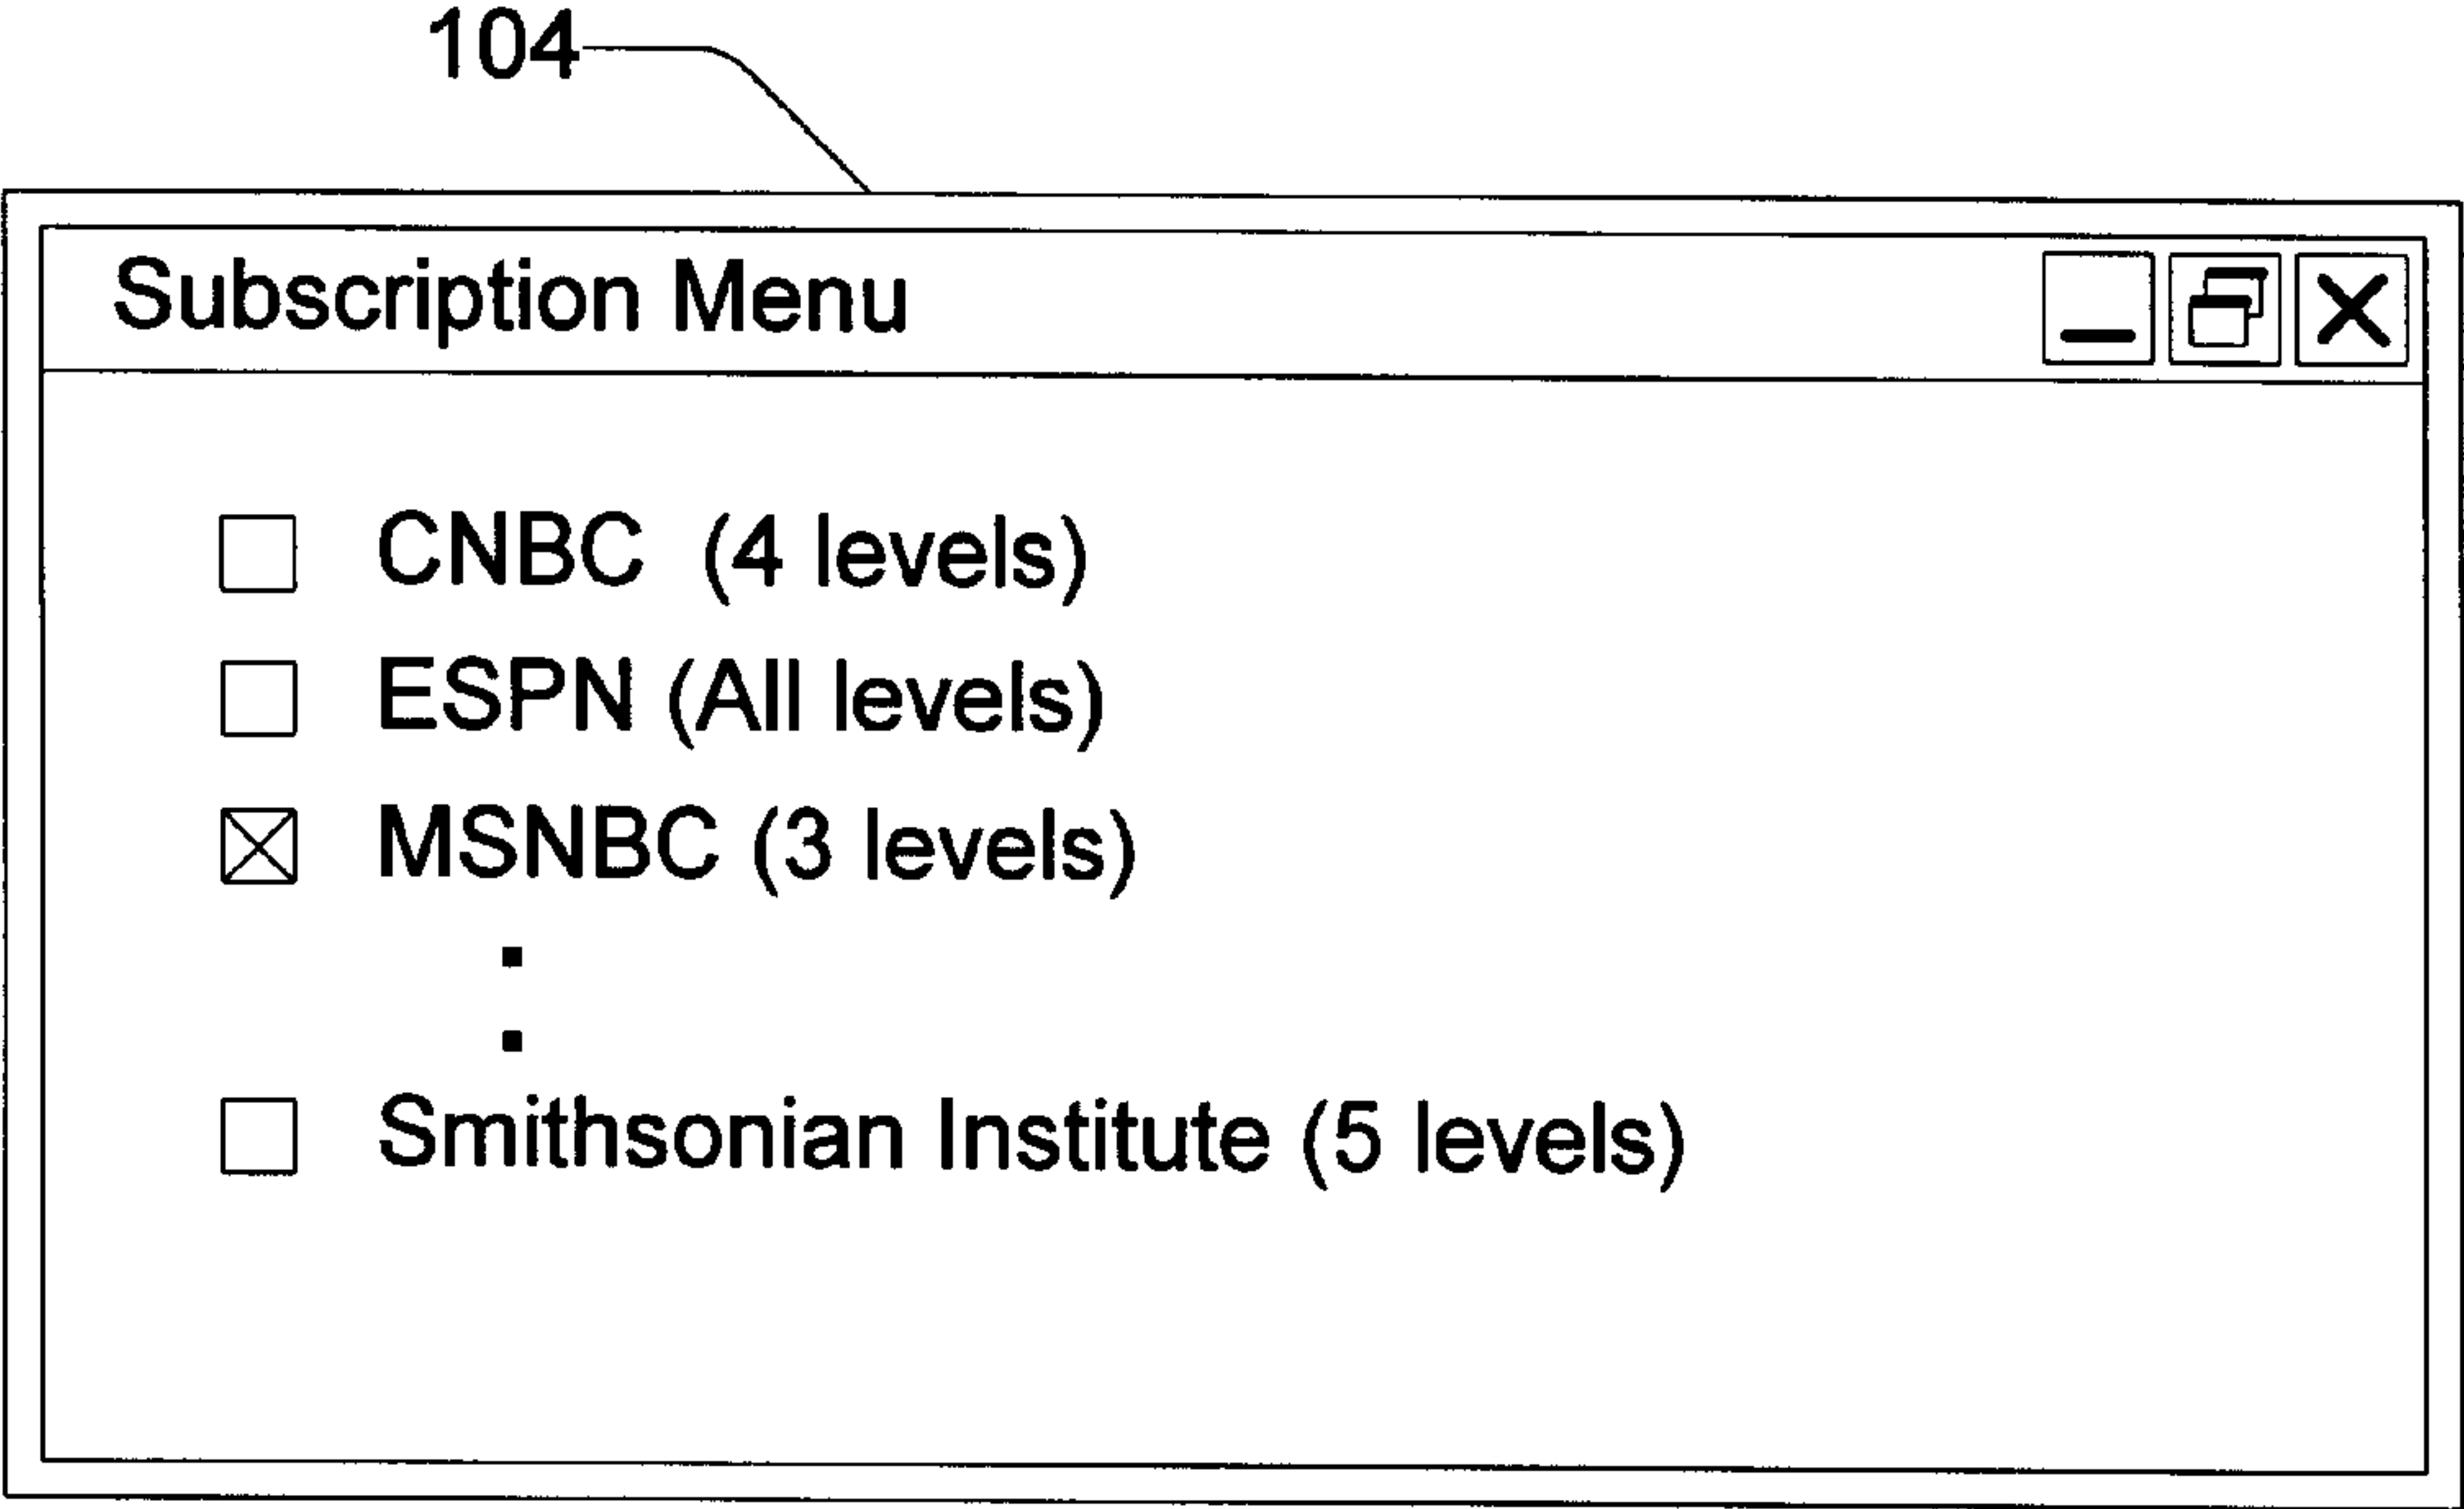 104
Subscription Menu
CNBC (4 levels)
ESPN (All levels)
MSNBC (3 levels)
Smithsonian Institute (5 levels)